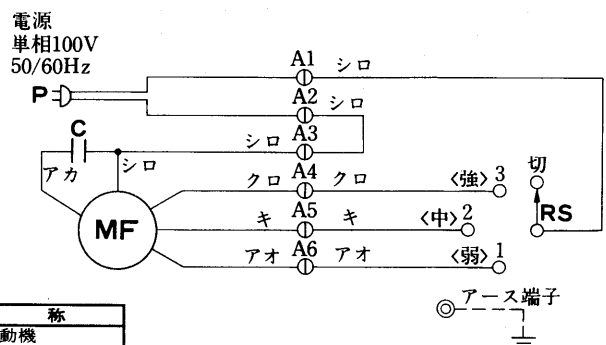 電源
単相100V
50/60Hz
P
A1 シロ
A2 シロ
C
シロ A3
アカ シロ
クロ A4 クロ 〈強〉 3
切
MF
キ A5 キ 〈中〉 2
RS
アオ A6 アオ 〈弱〉 1
アース端子
称
動機